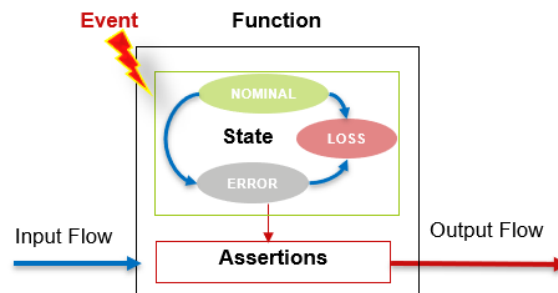 Event
Function
NOMINAL
State
LOSS
ERROR
Input Flow
Assertions
Output Flow